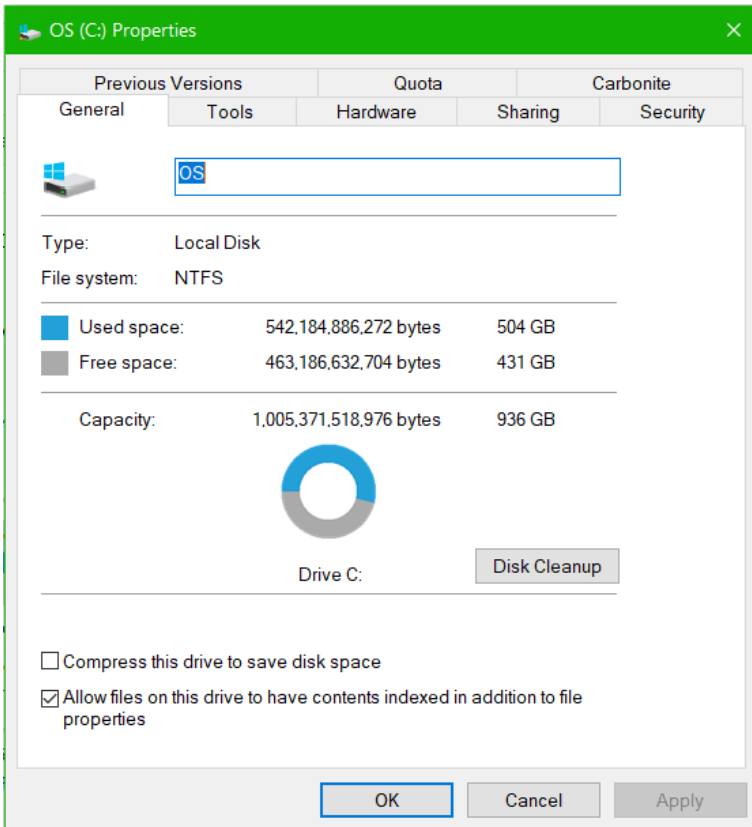 OS (C:) Properties
Previous Versions Quota Carbonite
General Tools Hardware Sharing Security
OS
Type: Local Disk
File system: NTFS
Used space: 542,184,886,272 bytes 504 GB
Free space: 463,186,632,704 bytes 431 GB
Capacity: 1,005,371,518,976 bytes 936 GB
Drive C: Disk Cleanup
Compress this drive to save disk space
Allow files on this drive to have contents indexed in addition to file
properties
OK Cancel Apply